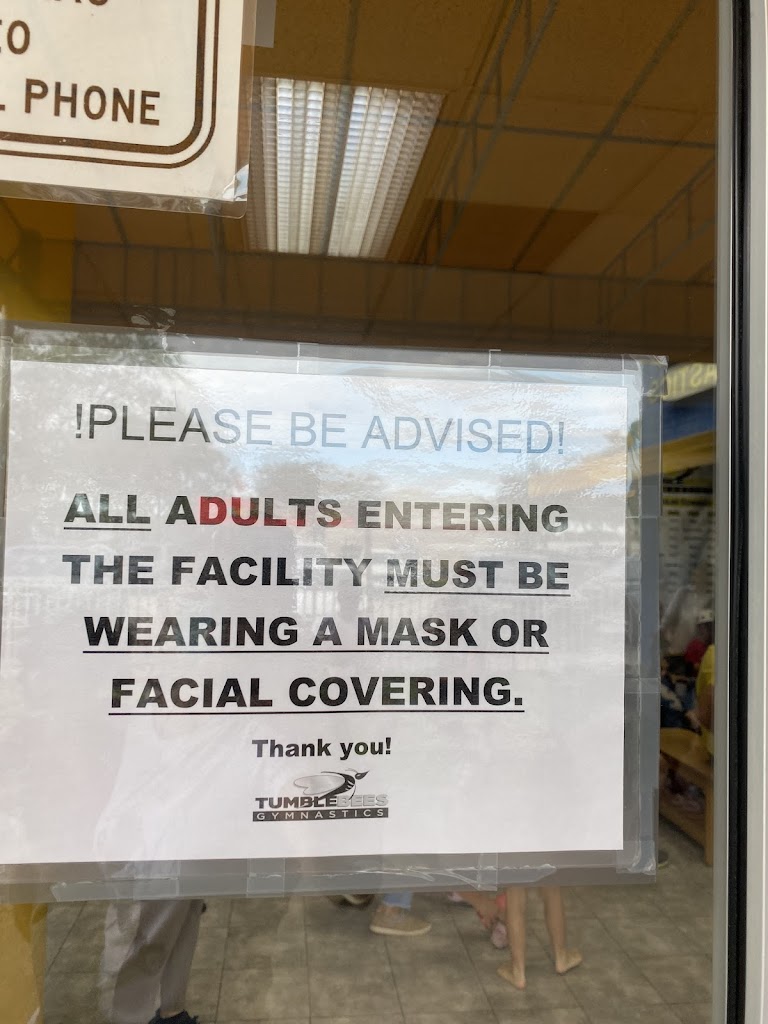 PHONE
!PLEASE BE ADVISED!
ALL ADULTS ENTERING
THE FACILITY MUST BE
WEARING A MASK OR
FACIAL COVERING.
Thank you!
TUMBLEBEES
GYMNASTICS